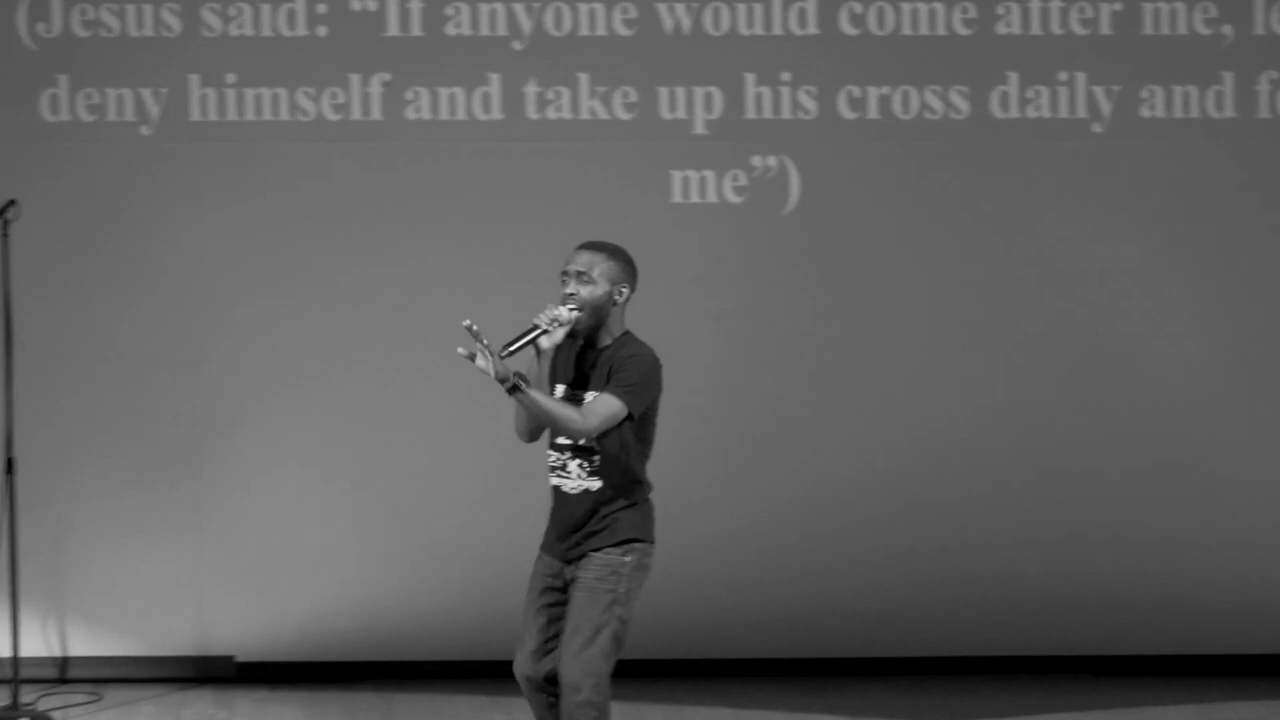 (Jesus said: “If anyone would come after me,
deny himself and take up his cross daily and
me”)